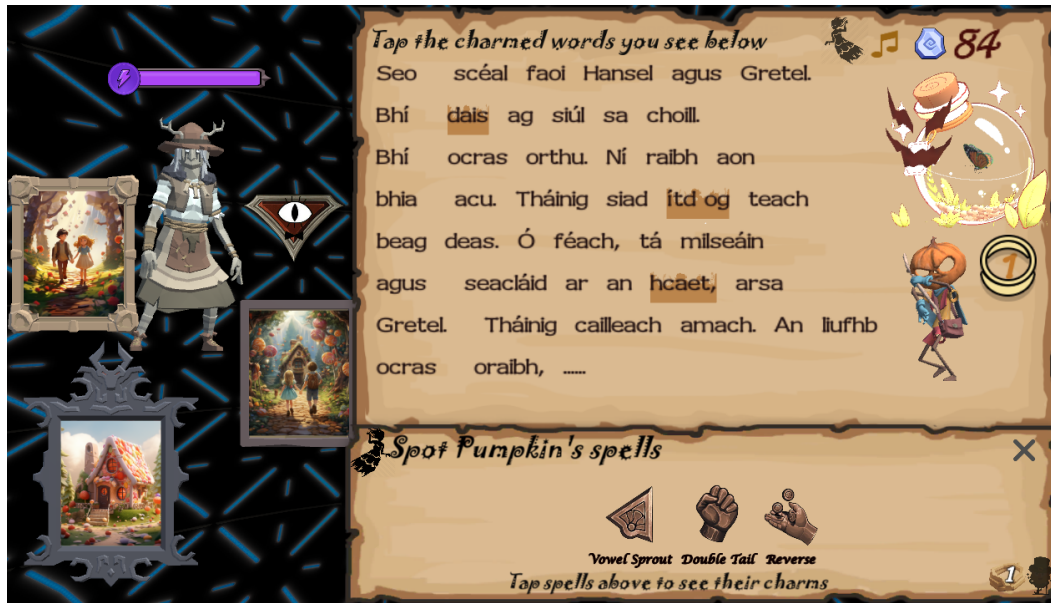 Tap the charmed words you see below
84
Seo scéal faoi Hansel agus Gretel.
Bhí dais ag siúl sa choill.
Bhí ocras orthu. Ní raibh aon
bhia acu. Tháinig siad itd og teach
beag deas. Ó féach, tá milseáin
agus seacláid ar an hcaet, arsa
Gretel. Tháinig cailleach amach. An liufhb
ocras oraibh, ......
1
Spot Pumpkin's spells
Vowel Sprout Double Tail Reverse
Tap spells above to see their charms
1